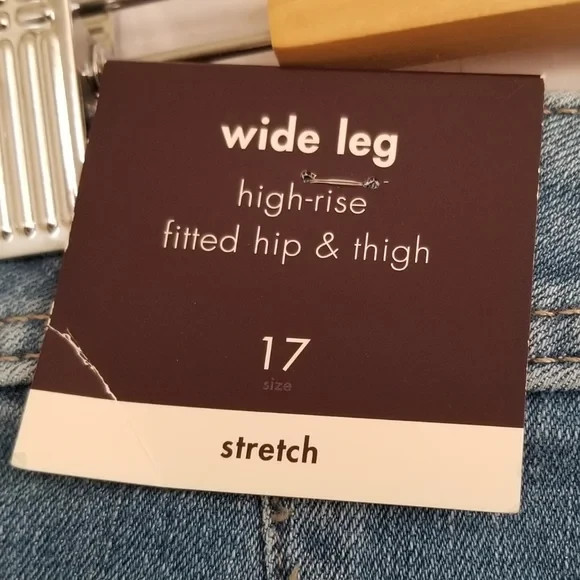 wide leg
high-rise
fitted hip & thigh
17
size
stretch